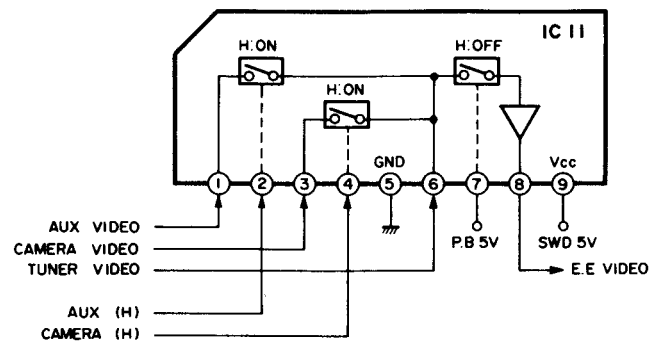 IC 11
H:ON
H:OFF
H:ON
GND
Vcc
1
2
3
4
5
6
7
8
9
AUX VIDEO
CAMERA VIDEO
TUNER VIDEO
P.B 5V
SWD 5V
E.E VIDEO
AUX (H)
CAMERA (H)